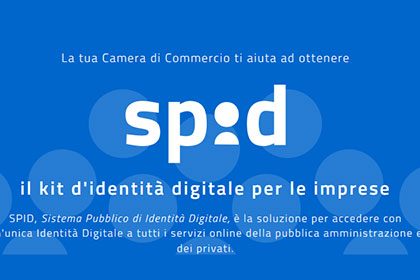 La tua Camera di Commercio ti aiuta ad ottenere
spid
il kit d'identità digitale per le imprese
SPID, Sistema Pubblico di Identità Digitale, è la soluzione per accedere con
'unica Identità Digitale a tutti i servizi online della pubblica amministrazione e
dei privati.